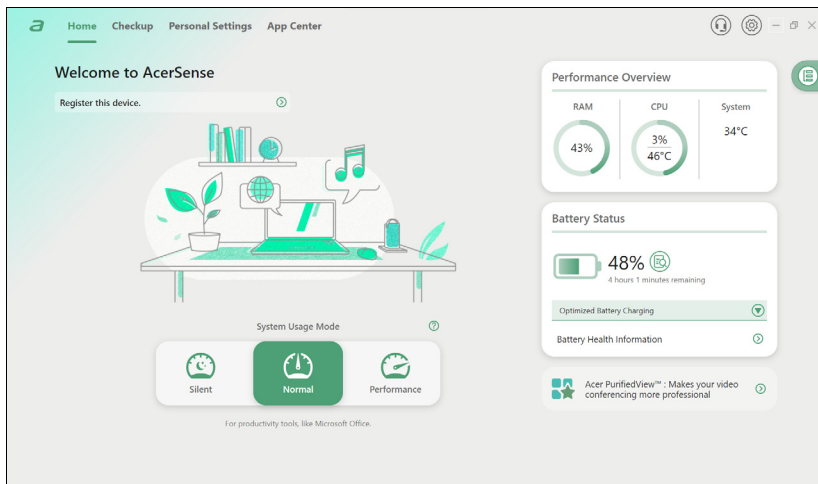 a
Home Checkup Personal Settings App Center
Welcome to AcerSense
Register this device.
System Usage Mode
Silent
Normal
Performance
For productivity tools, like Microsoft Office.
Performance Overview
RAM
CPU
System
43%
3%
46°C
34°C
Battery Status
48%
4 hours 1 minutes remaining
Optimized Battery Charging
Battery Health Information
Acer PurifiedView™ : Makes your video
conferencing more professional